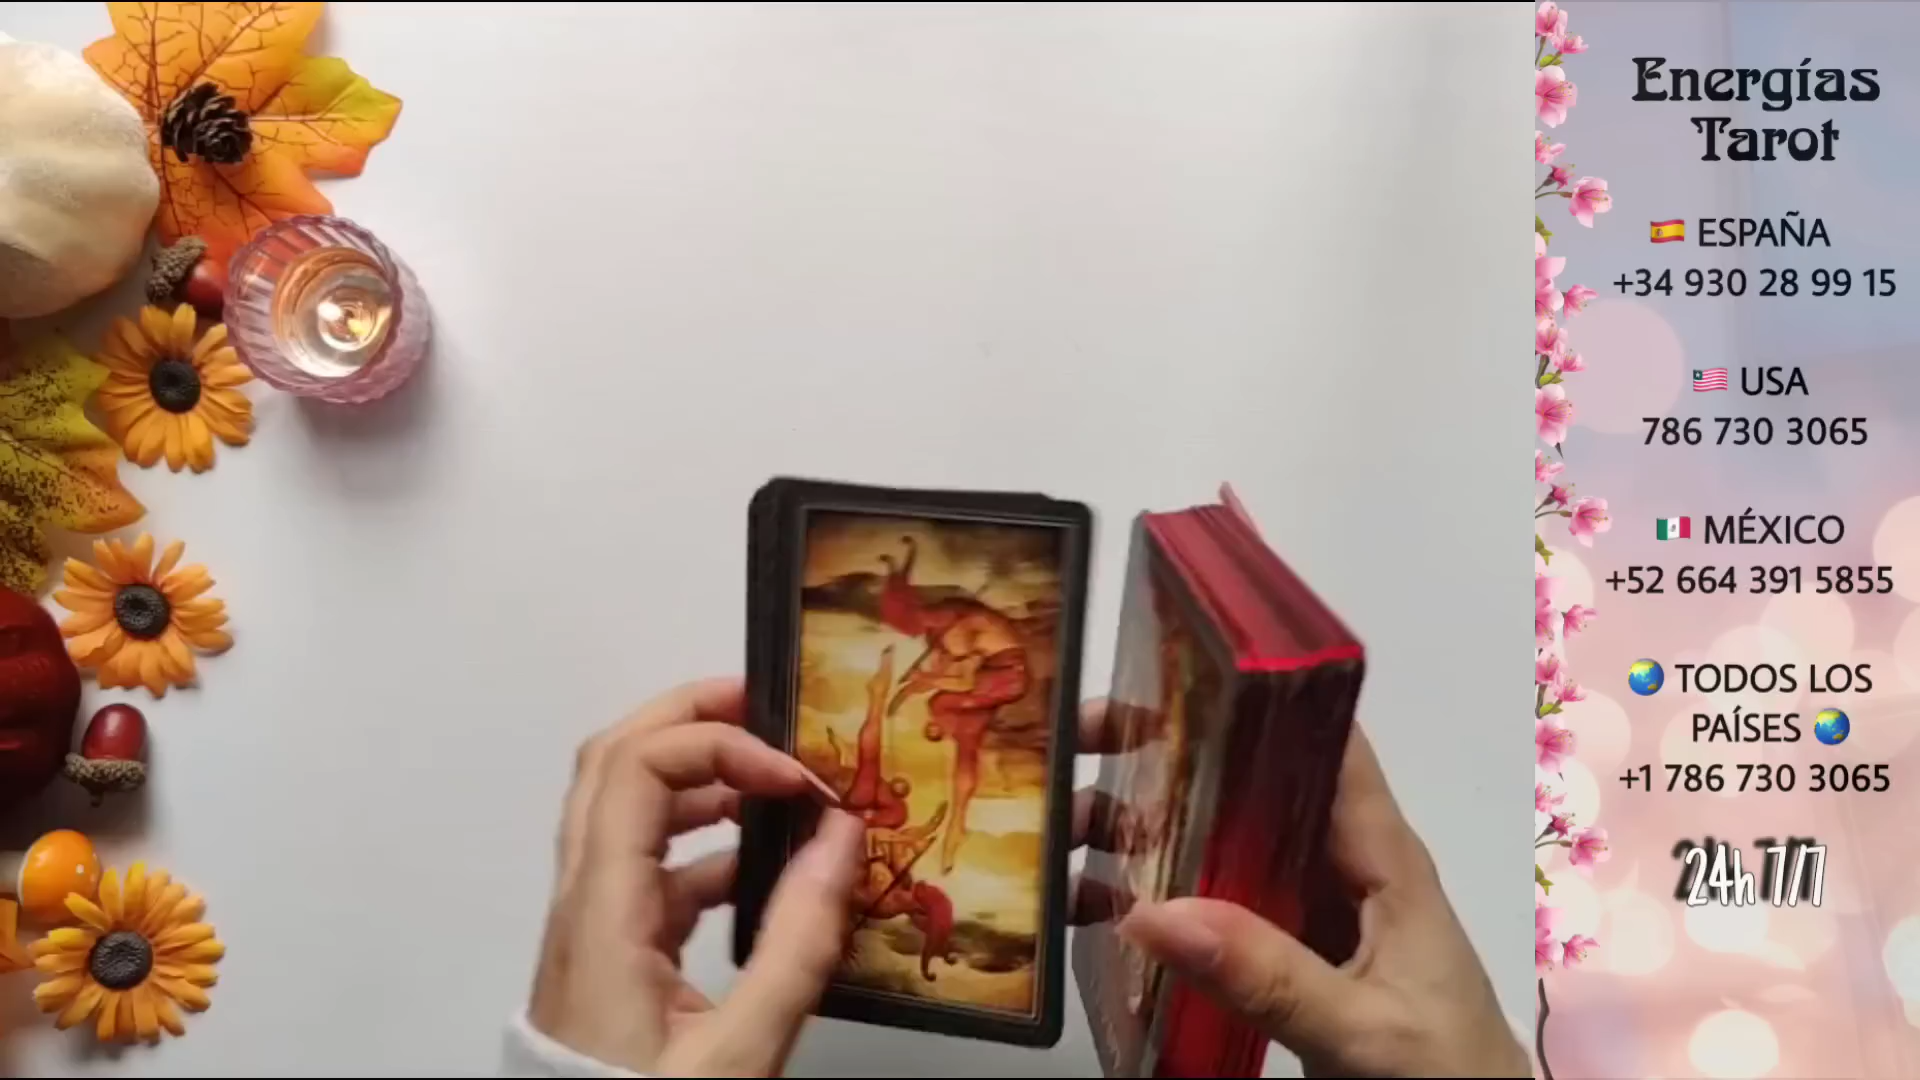 Energías
Tarot
🇪🇸 ESPAÑA
+34 930 28 99 15
🇱🇷 USA
786 730 3065
🇲🇽 MÉXICO
+52 664 391 5855
🌏 TODOS LOS
PAÍSES 🌏
+1 786 730 3065
24h 7/7